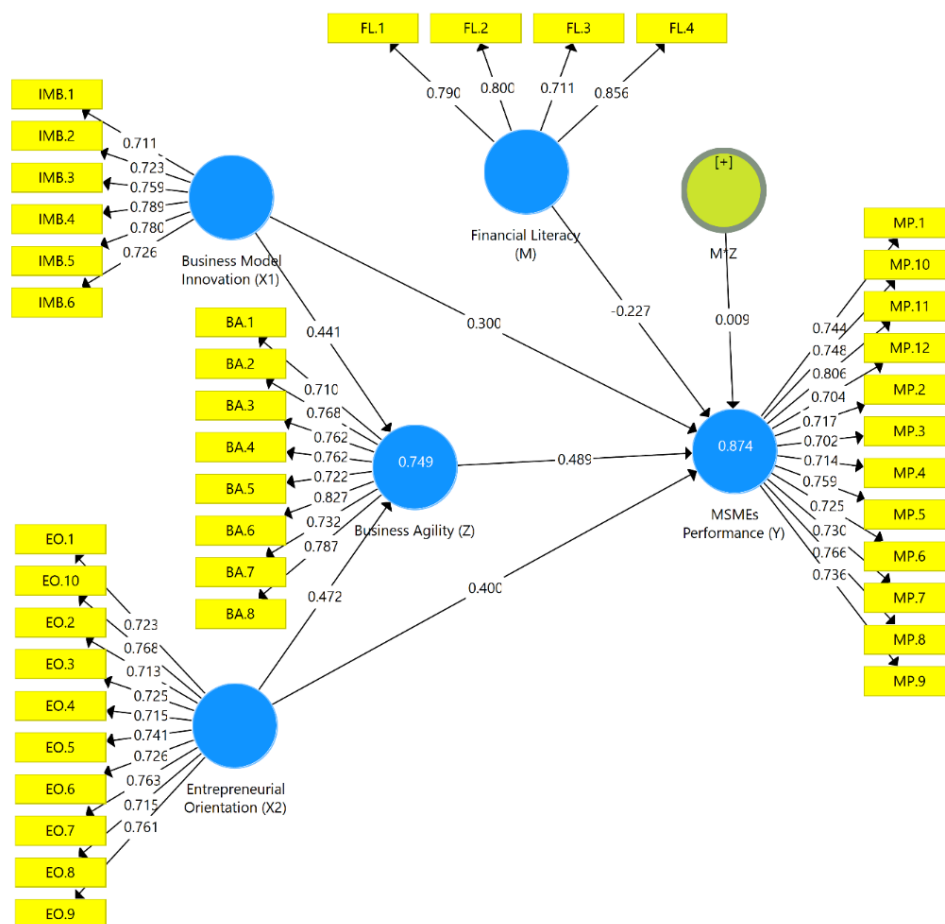 FL.1
FL.2
FL.3
FL.4
0.790
0.800
0.711
0.856
Financial Literacy
(M)
[+]
M*Z
IMB.1
IMB.2
IMB.3
IMB.4
IMB.5
IMB.6
0.711
0.723
0.759
0.789
0.780
0.726
Business Model
Innovation (X1)
0.441
0.300
-0.227
0.009
BA.1
BA.2
BA.3
BA.4
BA.5
BA.6
BA.7
BA.8
0.710
0.768
0.762
0.762
0.722
0.827
0.732
0.787
0.749
Business Agility (Z)
0.489
0.472
0.400
0.874
MSMEs
Performance (Y)
MP.1
MP.10
MP.11
MP.12
MP.2
MP.3
MP.4
MP.5
MP.6
MP.7
MP.8
MP.9
0.744
0.748
0.806
0.704
0.717
0.702
0.714
0.759
0.725
0.730
0.766
0.736
EO.1
EO.10
EO.2
EO.3
EO.4
EO.5
EO.6
EO.7
EO.8
EO.9
0.723
0.768
0.713
0.725
0.715
0.741
0.726
0.763
0.715
0.761
Entrepreneurial
Orientation (X2)